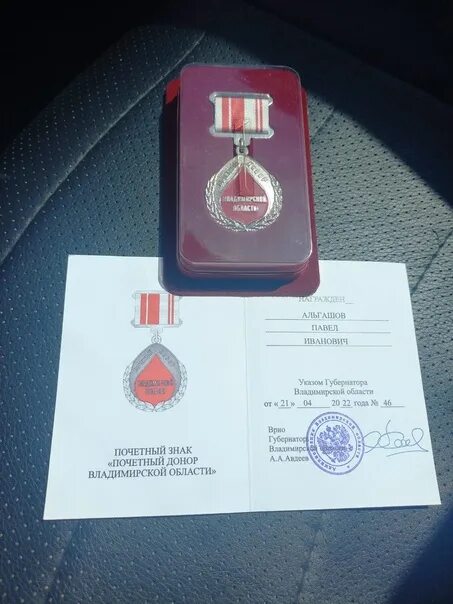 ВЛАДИМИРСКОЙ
ОБЛАСТИ
ПОЧЕТНЫЙ ЗНАК
«ПОЧЕТНЫЙ ДОНОР
ВЛАДИМИРСКОЙ ОБЛАСТИ»
НАГРАЖДЕН
АЛЬГАШОВ
ПАВЕЛ
ИВАНОВИЧ
Указом Губернатора
Владимирской области
от «21» 04 2022 года № 46
Врио
Губернатора
Владимирской
А.А.Авдеев